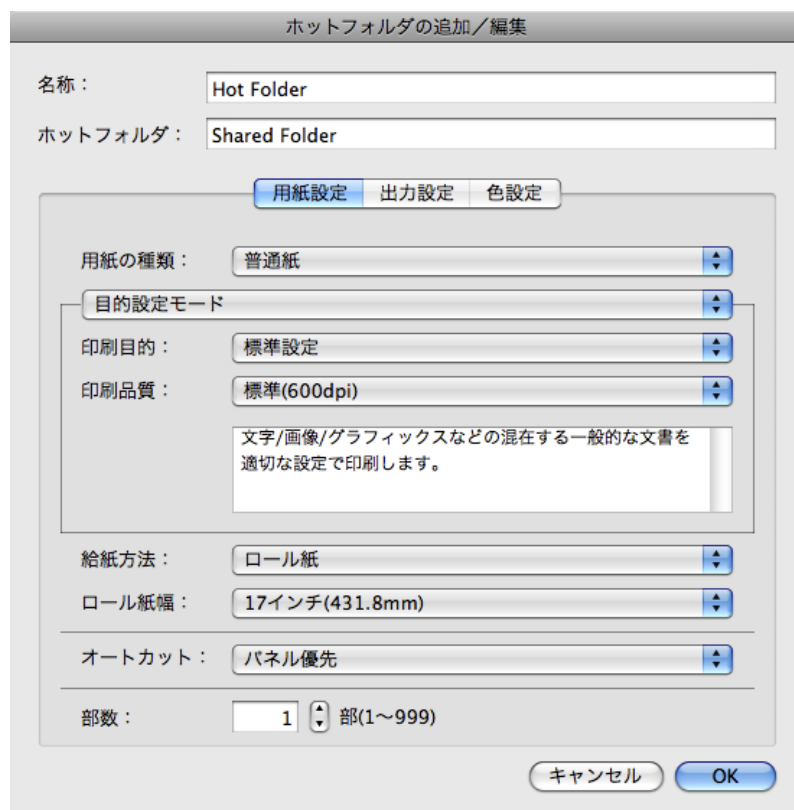 ホットフォルダの追加／編集
名称：
Hot Folder
ホットフォルダ：
Shared Folder
用紙設定 出力設定 色設定
用紙の種類：
普通紙
目的設定モード
印刷目的：
標準設定
印刷品質：
標準(600dpi)
文字/画像/グラフィックスなどの混在する一般的な文書を
適切な設定で印刷します。
給紙方法：
ロール紙
ロール紙幅：
17インチ(431.8mm)
オートカット：
パネル優先
部数：
1 部(1〜999)
キャンセル OK